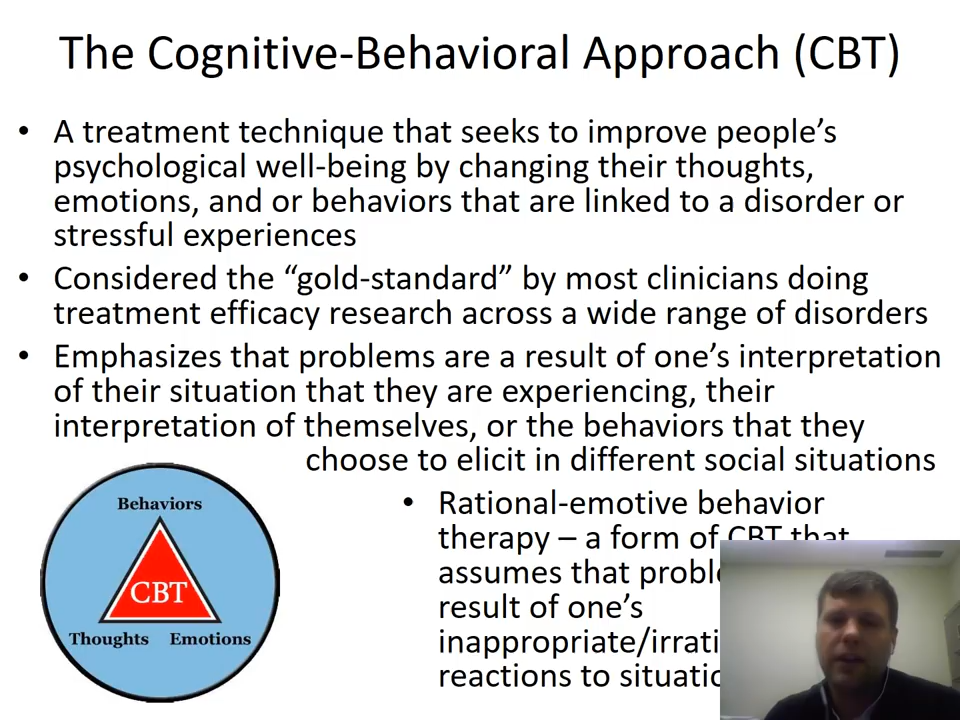 The Cognitive-Behavioral Approach (CBT)
• A treatment technique that seeks to improve people’s
psychological well-being by changing their thoughts,
emotions, and or behaviors that are linked to a disorder or
stressful experiences
• Considered the “gold-standard” by most clinicians doing
treatment efficacy research across a wide range of disorders
• Emphasizes that problems are a result of one’s interpretation
of their situation that they are experiencing, their
interpretation of themselves, or the behaviors that they
choose to elicit in different social situations
• Rational-emotive behavior
therapy – a form of CBT that
assumes that
result of one’s
reactions to
Behaviors
CBT
Thoughts Emotions